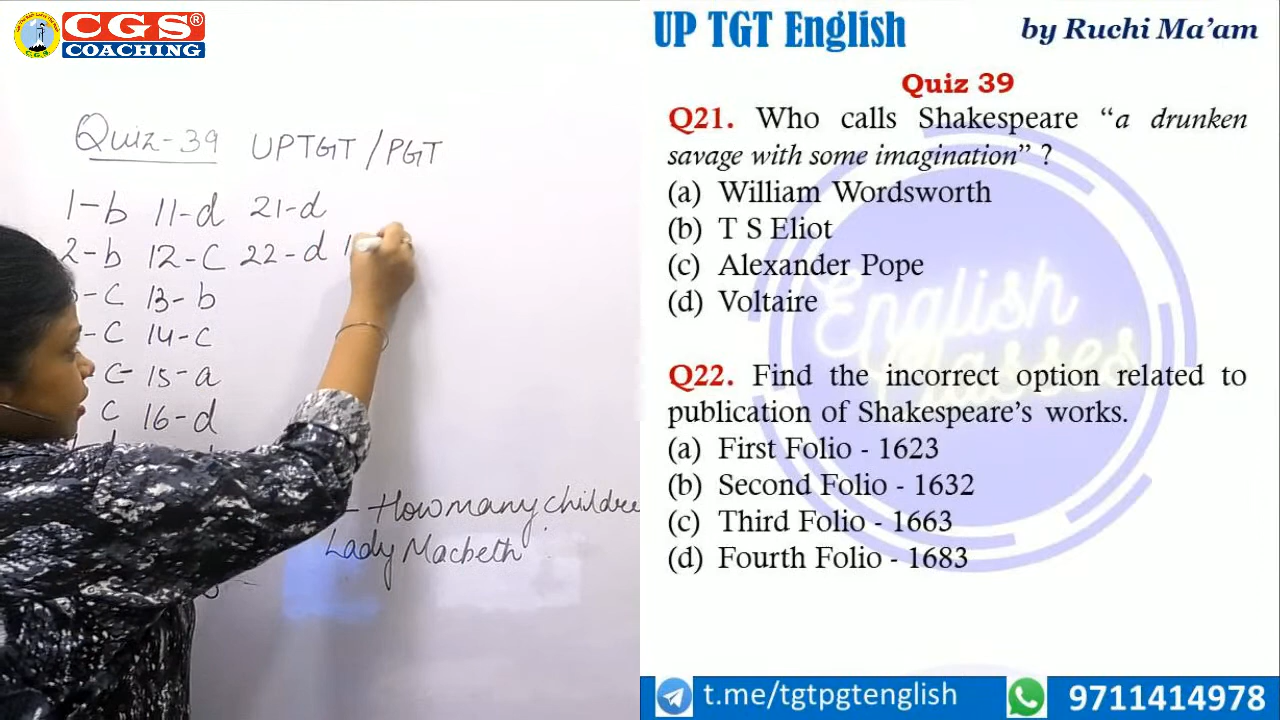 CGS®
COACHING
Quiz-39 UPTGT/PGT
1-b 11-d 21-d
2-b 12-C 22-d
-C 13-b
-C 14-C
C 15-a
C 16-d
- How many childre
Lady Macbeth
UP TGT English by Ruchi Ma’am
Quiz 39
Q21. Who calls Shakespeare “a drunken
savage with some imagination” ?
(a) William Wordsworth
(b) T S Eliot
(c) Alexander Pope
(d) Voltaire
Q22. Find the incorrect option related to
publication of Shakespeare’s works.
(a) First Folio - 1623
(b) Second Folio - 1632
(c) Third Folio - 1663
(d) Fourth Folio - 1683
English
Classes
t.me/tgtpgtenglish 9711414978